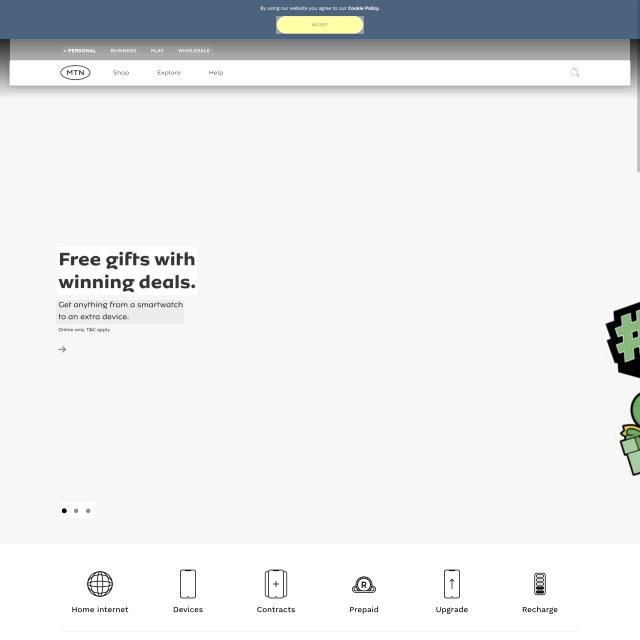 By using our website you agree to our Cookie Policy.
ACCEPT
PERSONAL BUSINESS PLAY WHOLESALE
MTN Shop Explore Help
Free gifts with
winning deals.
Get anything from a smartwatch
to an extra device.
Online only. T&C apply.
#
Home internet Devices Contracts Prepaid Upgrade Recharge
R